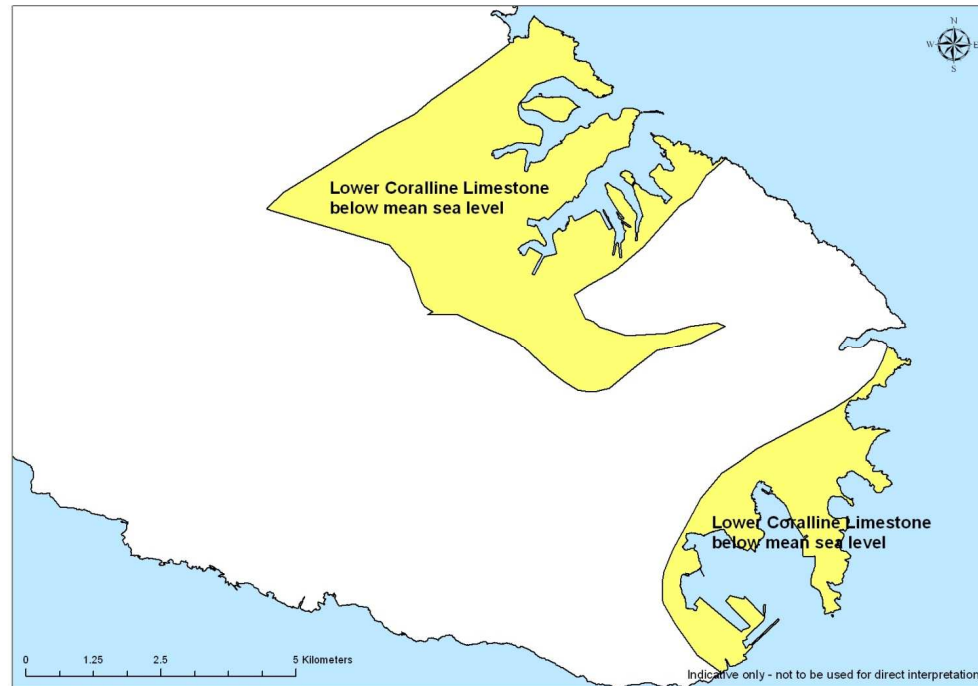 N
W E
S
Lower Coralline Limestone
below mean sea level
Lower Coralline Limestone
below mean sea level
0 1.25 2.5 5 Kilometers
Indicative only - not to be used for direct interpretation